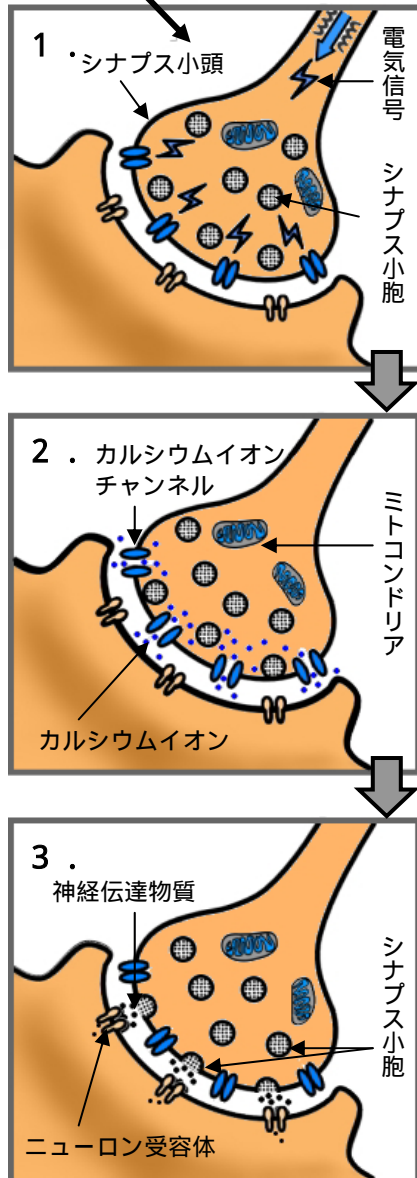 1．
シナプス小頭
電気信号
シナプス小胞
2．
カルシウムイオン
チャンネル
ミトコンドリア
カルシウムイオン
3．
神経伝達物質
シナプス小胞
ニューロン受容体